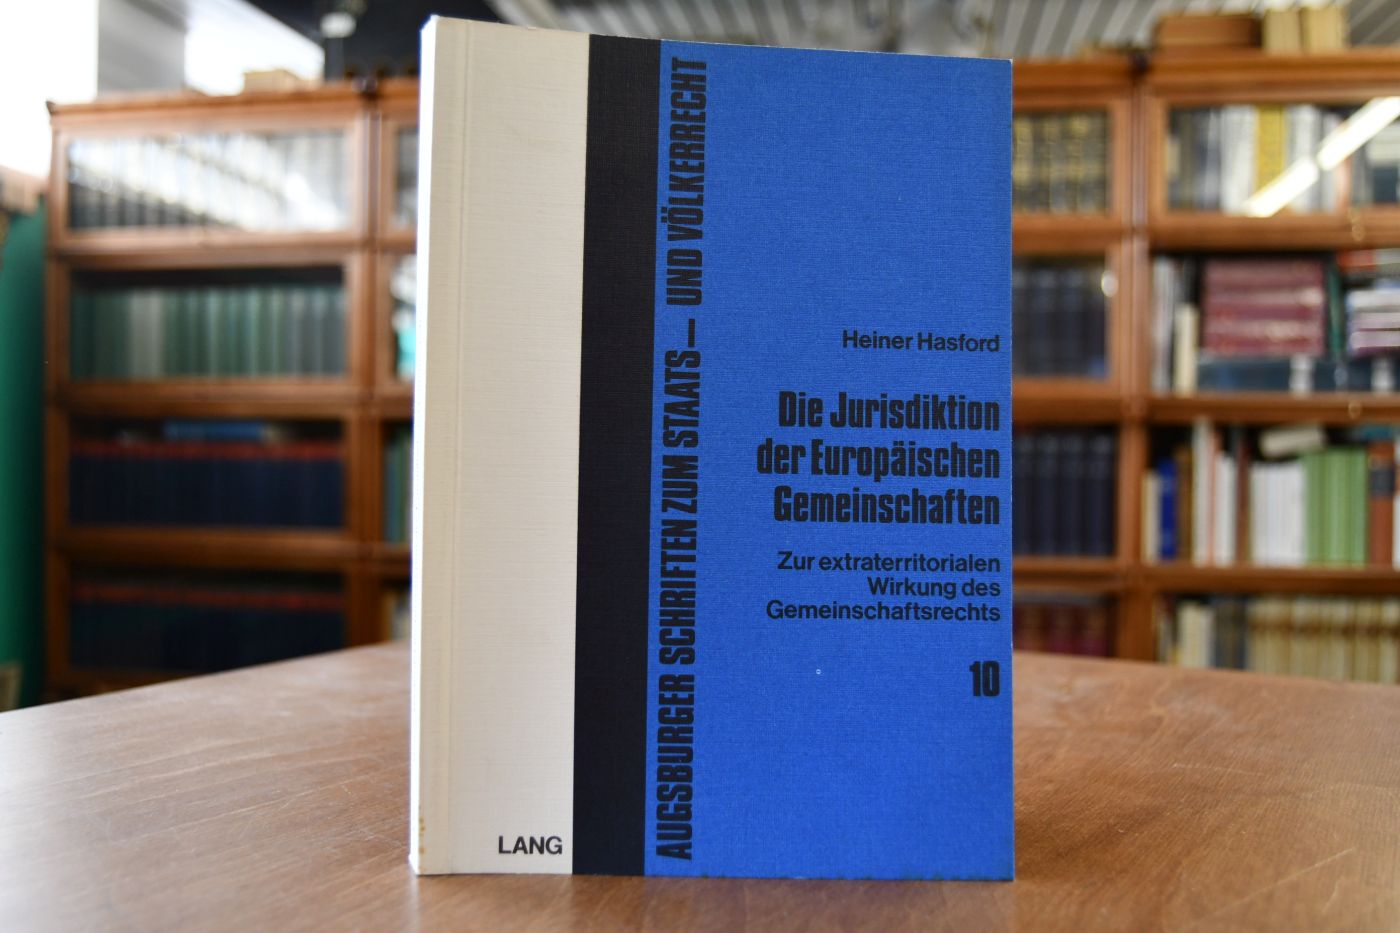 AUGSBURGER SCHRIFTEN ZUM STAATS— UND VÖLKERRECHT
Heiner Hasford
Die Jurisdiktion
der Europäischen
Gemeinschaften
Zur extraterritorialen
Wirkung des
Gemeinschaftsrechts
10
LANG